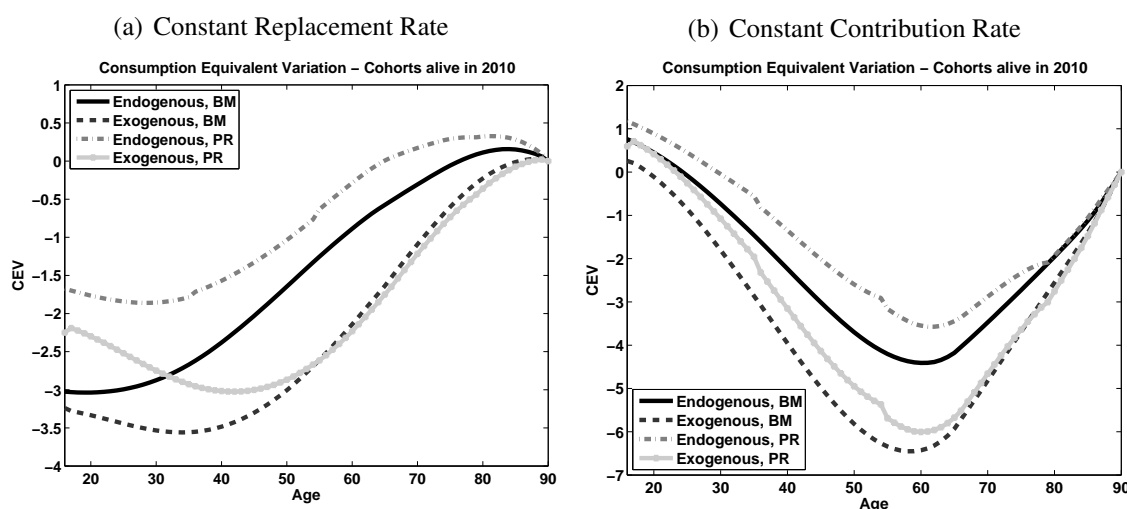 (a) Constant Replacement Rate
Consumption Equivalent Variation – Cohorts alive in 2010
1
0.5
0
−0.5
−1
−1.5
−2
−2.5
−3
−3.5
−4
CEV
Endogenous, BM
Exogenous, BM
Endogenous, PR
Exogenous, PR
20 30 40 50 60 70 80 90
Age
(b) Constant Contribution Rate
Consumption Equivalent Variation – Cohorts alive in 2010
2
1
0
−1
−2
−3
−4
−5
−6
−7
CEV
Endogenous, BM
Exogenous, BM
Endogenous, PR
Exogenous, PR
20 30 40 50 60 70 80 90
Age